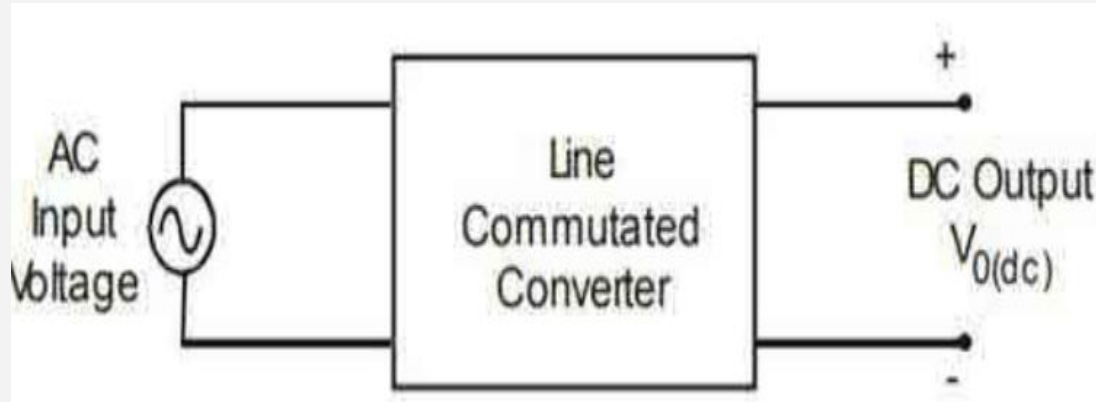 AC
Input
Voltage
Line
Commutated
Converter
+
DC Output
V0(dc)
-